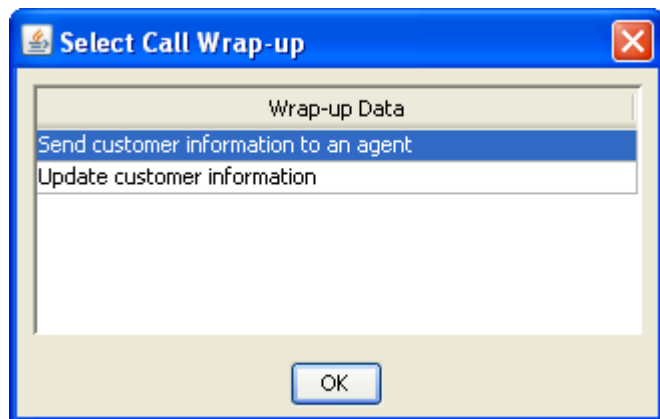 Select Call Wrap-up
Wrap-up Data
Send customer information to an agent
Update customer information
OK